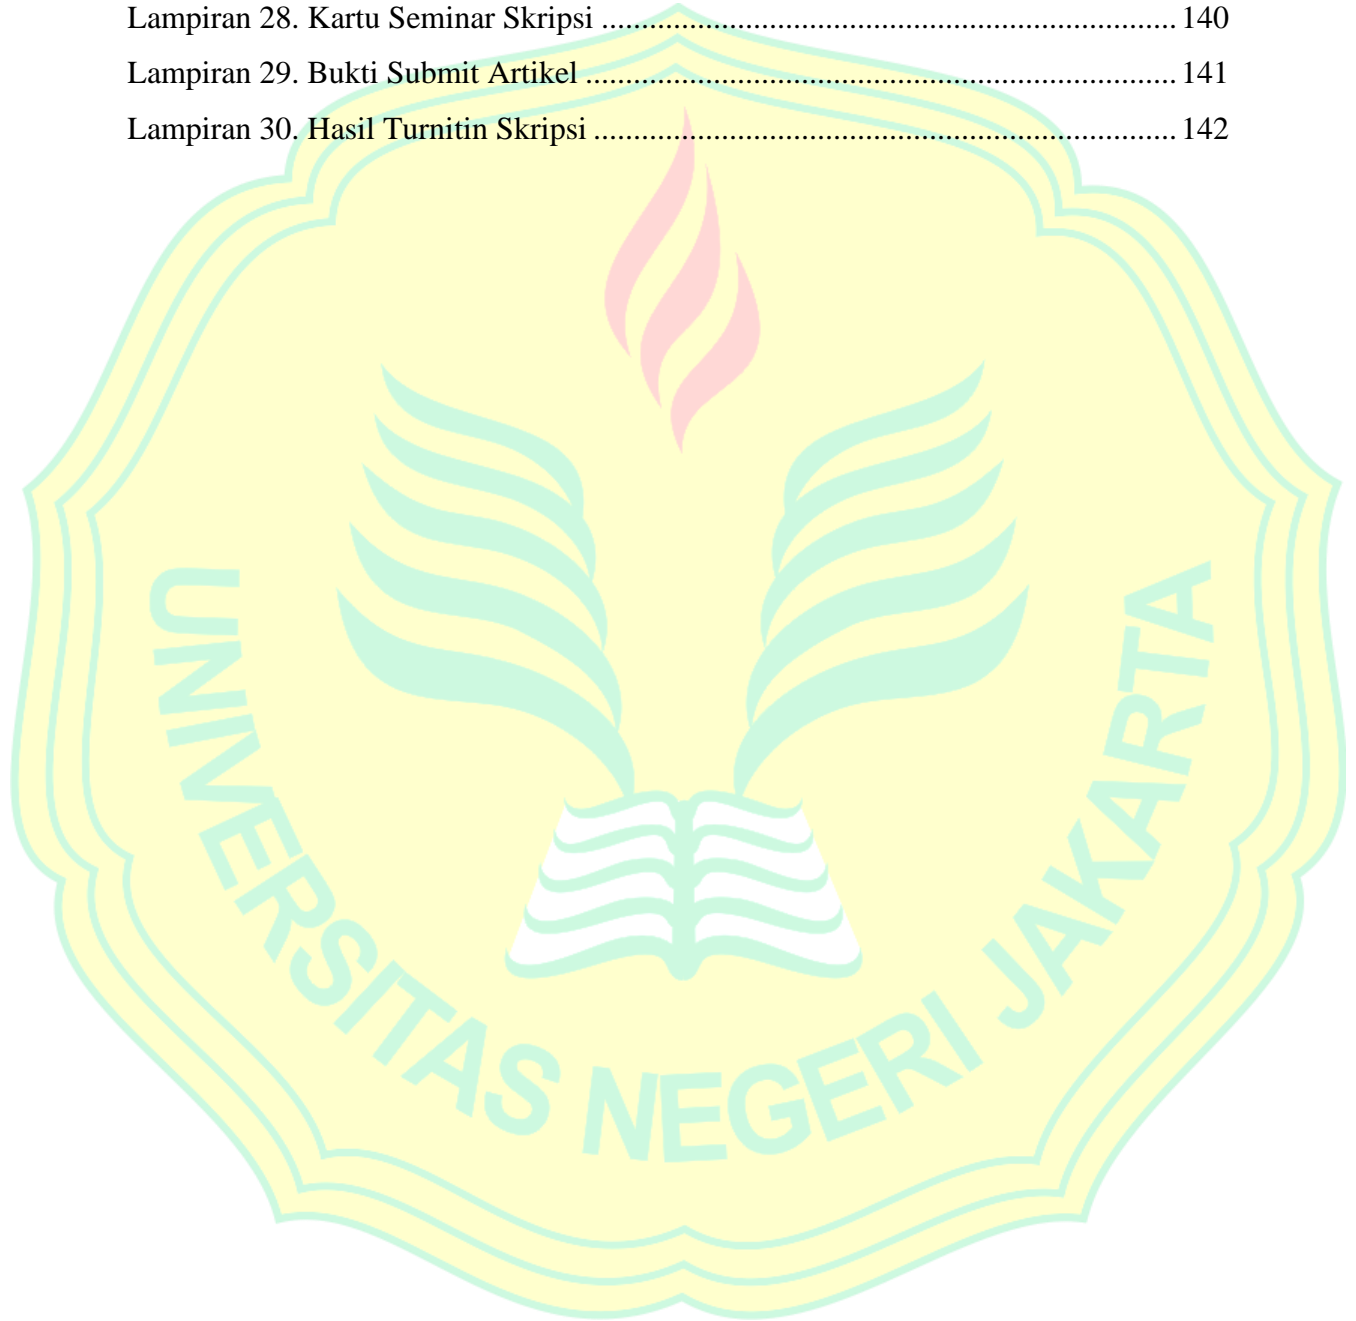 Lampiran 28. Kartu Seminar Skripsi ........................................................................ 140
Lampiran 29. Bukti Submit Artikel .......................................................................... 141
Lampiran 30. Hasil Turnitin Skripsi ......................................................................... 142
UNIVERSITAS NEGERI JAKARTA